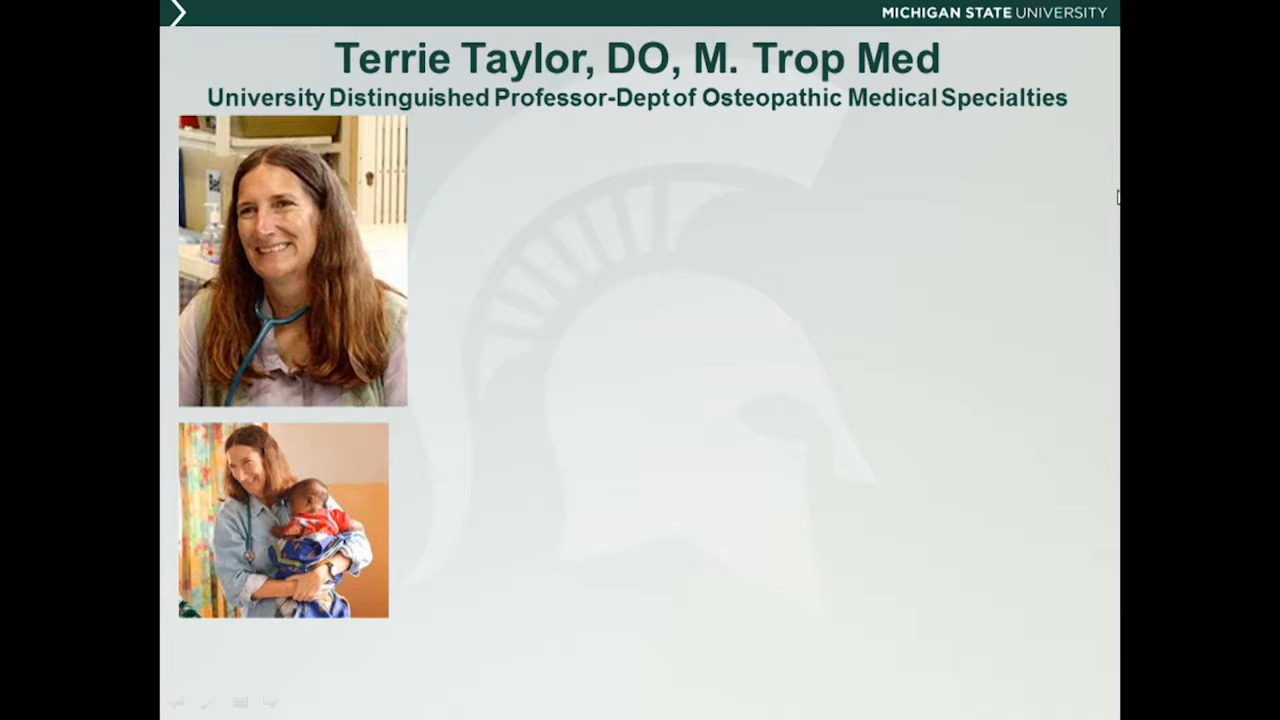 MICHIGAN STATE UNIVERSITY
Terrie Taylor, DO, M. Trop Med
University Distinguished Professor-Dept of Osteopathic Medical Specialties